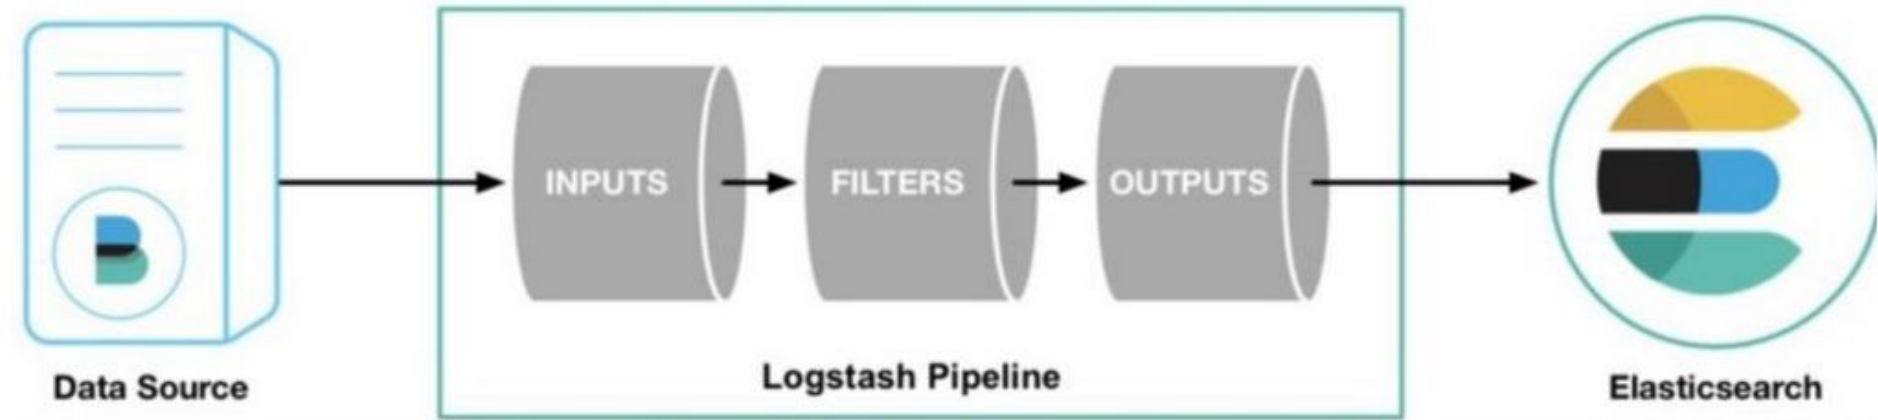 INPUTS
FILTERS
OUTPUTS
Data Source
Logstash Pipeline
Elasticsearch